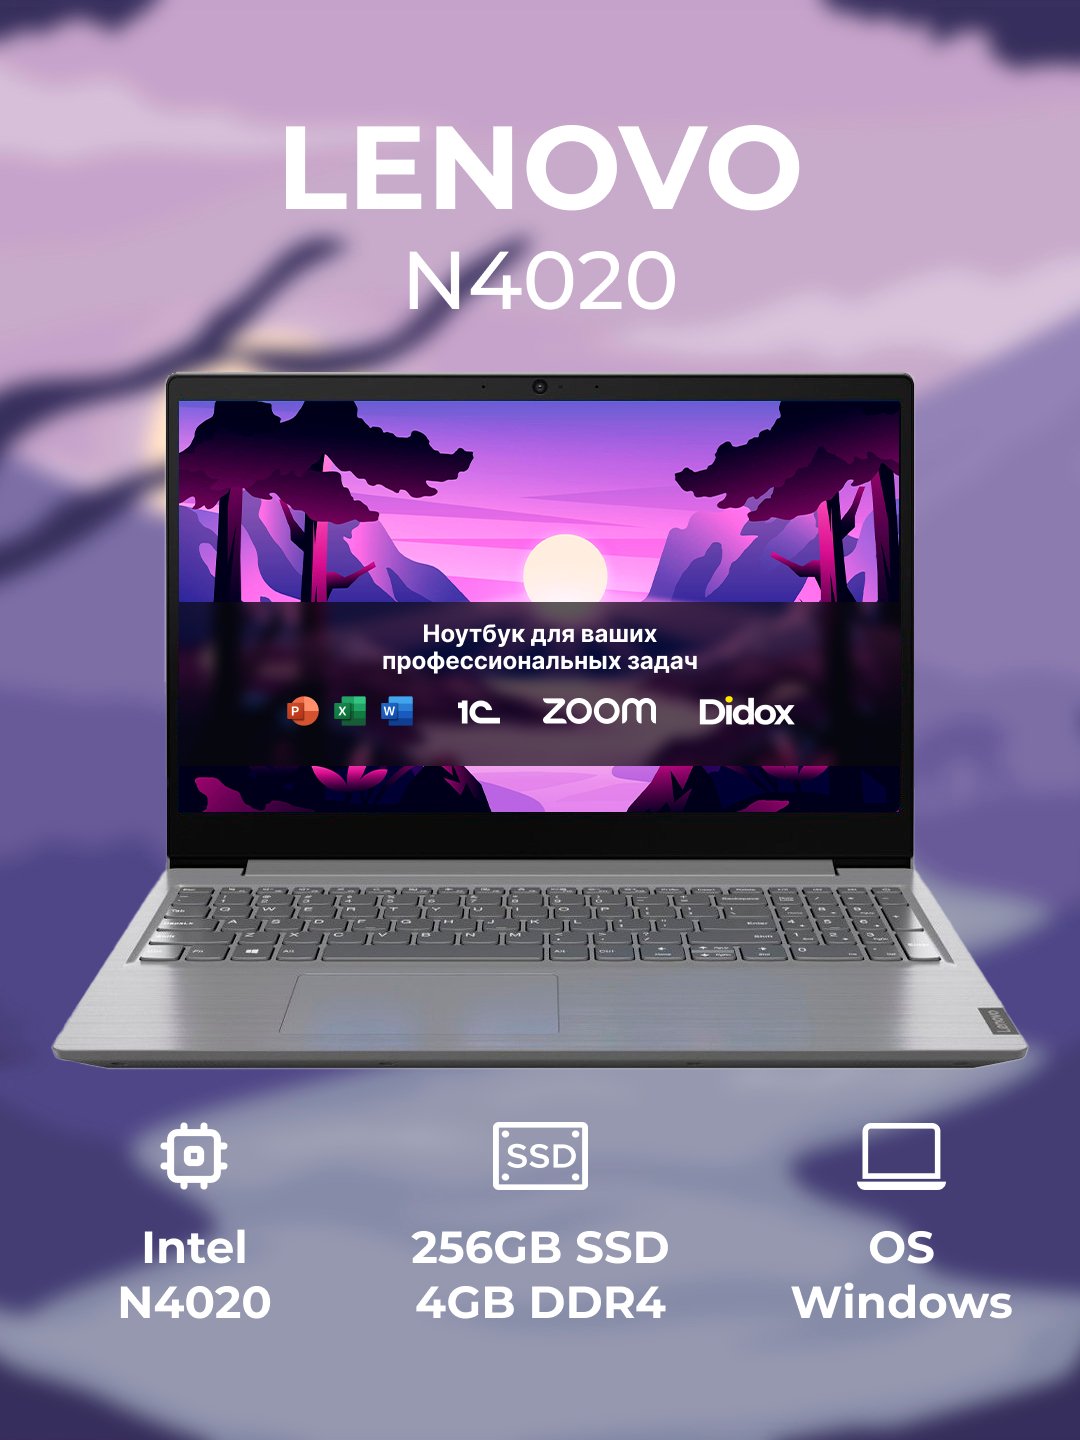 LENOVO
N4020
Ноутбук для ваших
профессиональных задач
P X W 1C zoom Didox
Lenovo
SSD
Intel
N4020
256GB SSD
4GB DDR4
OS
Windows